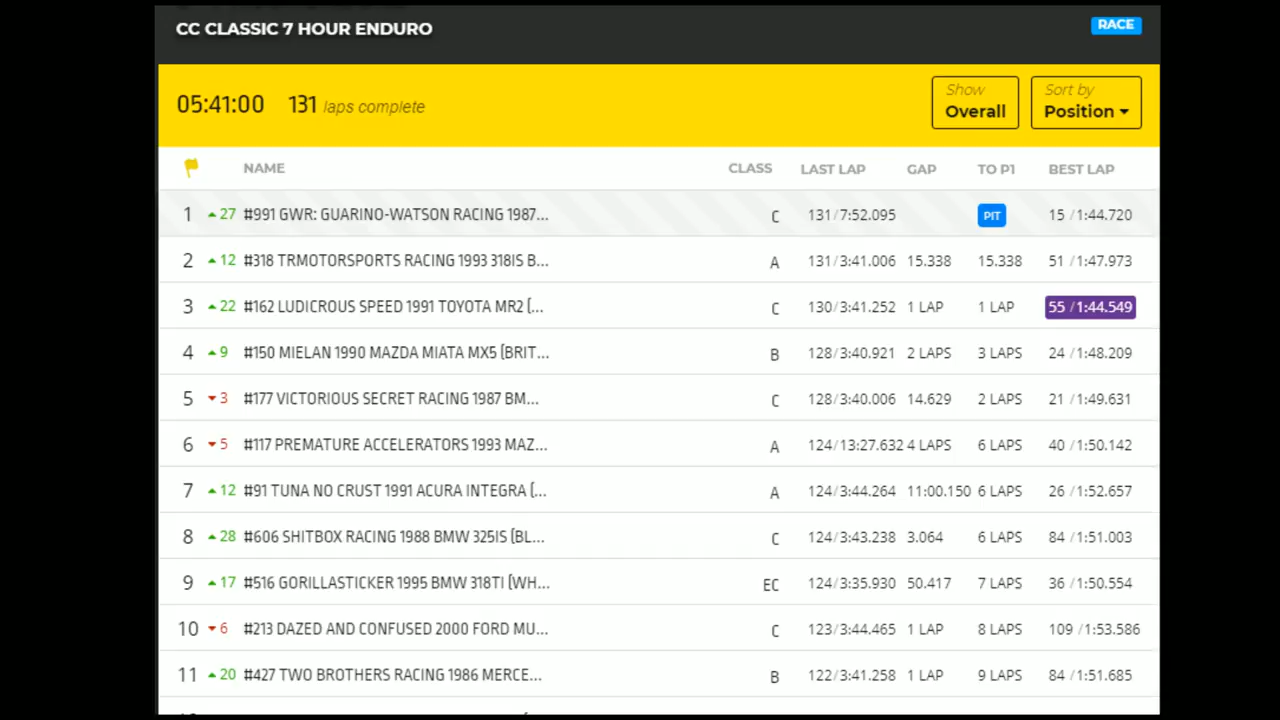 CC CLASSIC 7 HOUR ENDURO RACE
05:41:00 131 laps complete Show Overall Sort by Position
NAME CLASS LAST LAP GAP TO P1 BEST LAP
1 27 #991 GWR: GUARINO-WATSON RACING 1987... C 131/7:52.095 PIT 15 /1:44.720
2 12 #318 TRMOTORSPORTS RACING 1993 318IS B... A 131/3:41.006 15.338 15.338 51 /1:47.973
3 22 #162 LUDICROUS SPEED 1991 TOYOTA MR2 [... C 130/3:41.252 1 LAP 1 LAP 55 /1:44.549
4 9 #150 MIELAN 1990 MAZDA MIATA MX5 [BRIT... B 128/3:40.921 2 LAPS 3 LAPS 24 /1:48.209
5 3 #177 VICTORIOUS SECRET RACING 1987 BM... C 128/3:40.006 14.629 2 LAPS 21 /1:49.631
6 5 #117 PREMATURE ACCELERATORS 1993 MAZ... A 124/13:27.632 4 LAPS 6 LAPS 40 /1:50.142
7 12 #91 TUNA NO CRUST 1991 ACURA INTEGRA [... A 124/3:44.264 11:00.150 6 LAPS 26 /1:52.657
8 28 #606 SHITBOX RACING 1988 BMW 325IS [BL... C 124/3:43.238 3.064 6 LAPS 84 /1:51.003
9 17 #516 GORILLASTICKER 1995 BMW 318TI [WH... EC 124/3:35.930 50.417 7 LAPS 36 /1:50.554
10 6 #213 DAZED AND CONFUSED 2000 FORD MU... C 123/3:44.465 1 LAP 8 LAPS 109 /1:53.586
11 20 #427 TWO BROTHERS RACING 1986 MERCE... B 122/3:41.258 1 LAP 9 LAPS 84 /1:51.685